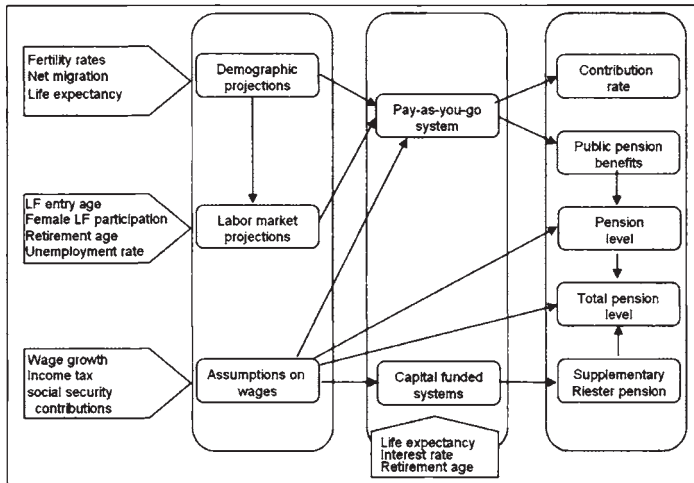 Fertility rates
Net migration
Life expectancy
Demographic
projections
Pay-as-you-go
system
Contribution
rate
Public pension
benefits
LF entry age
Female LF participation
Retirement age
Unemployment rate
Labor market
projections
Pension
level
Total pension
level
Wage growth
Income tax
social security
contributions
Assumptions on
wages
Capital funded
systems
Supplementary
Riester pension
Life expectancy
Interest rate
Retirement age